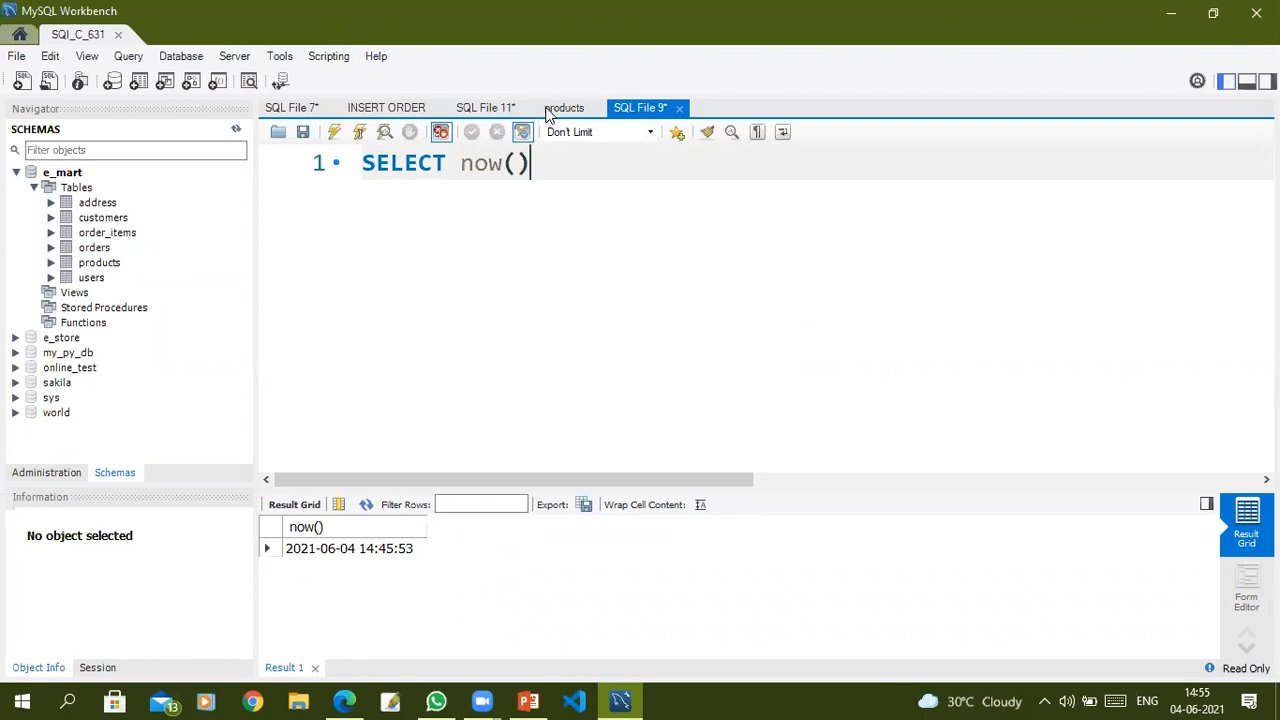 MySQL Workbench
SQl_C_631
File Edit View Query Database Server Tools Scripting Help
Navigator
SCHEMAS
Filter objects
e_mart
Tables
address
customers
order_items
orders
products
users
Views
Stored Procedures
Functions
e_store
my_py_db
online_test
sakila
sys
world
Administration Schemas
Information
No object selected
Object Info Session
SQL File 7* INSERT ORDER SQL File 11* products SQL File 9*
Don't Limit
1 SELECT now()
Result Grid Filter Rows: Export: Wrap Cell Content:
now()
2021-06-04 14:45:53
Result Grid
Form Editor
Result 1
Read Only
13
30°C Cloudy
ENG
14:55
04-06-2021